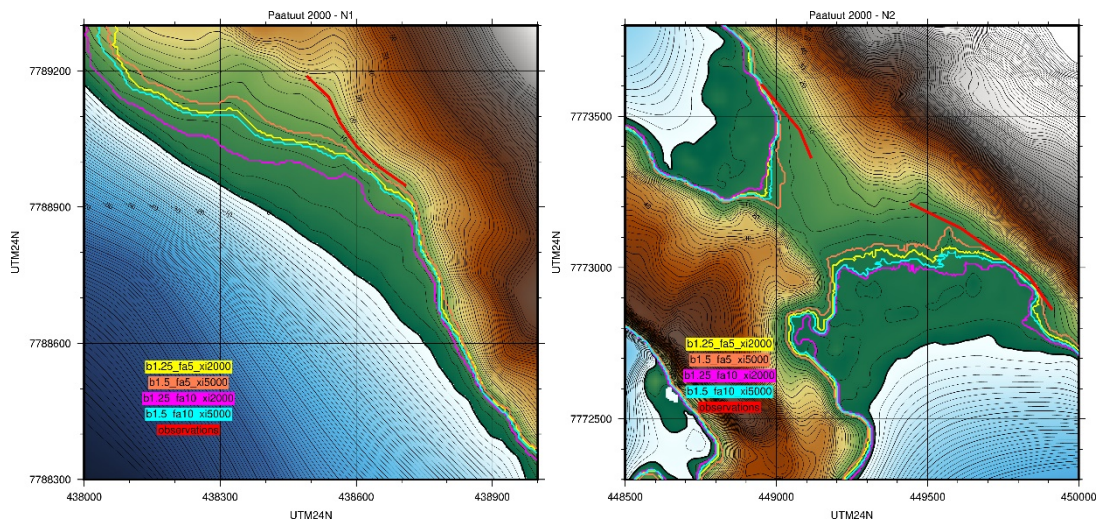 Paatuut 2000 - N1
7789200
7788900
7788600
7788300
UTM24N
b1.25_fa5_xi2000
b1.5_fa5_xi5000
b1.25_fa10_xi2000
b1.5_fa10_xi5000
observations
438000
438300
438600
438900
UTM24N
Paatuut 2000 - N2
7773500
7773000
7772500
UTM24N
b1.25_fa5_xi2000
b1.5_fa5_xi5000
b1.25_fa10_xi2000
b1.5_fa10_xi5000
observations
448500
449000
449500
450000
UTM24N